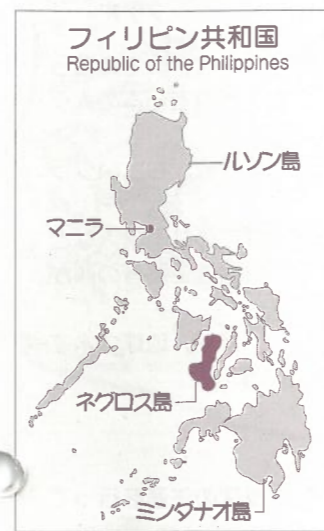 フィリピン共和国
Republic of the Philippines
ルソン島
マニラ
ネグロス島
ミンダナオ島